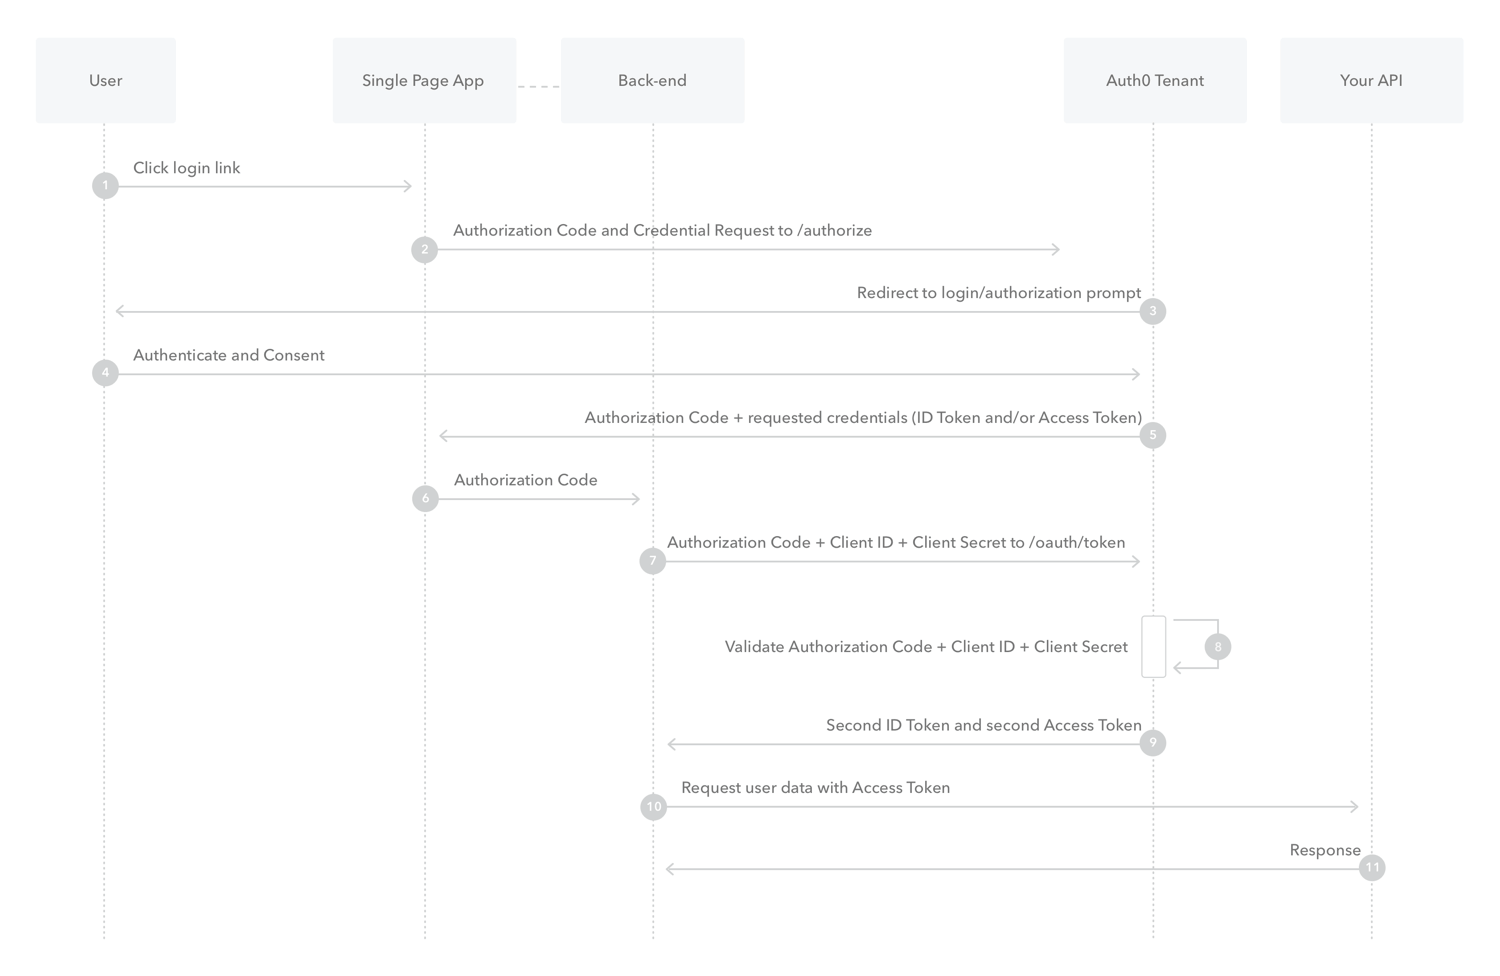 User
Single Page App
Back-end
Auth0 Tenant
Your API
Click login link
1
Authorization Code and Credential Request to /authorize
2
Redirect to login/authorization prompt
3
Authenticate and Consent
4
Authorization Code + requested credentials (ID Token and/or Access Token)
5
Authorization Code
6
Authorization Code + Client ID + Client Secret to /oauth/token
7
Validate Authorization Code + Client ID + Client Secret
8
Second ID Token and second Access Token
9
Request user data with Access Token
10
Response
11